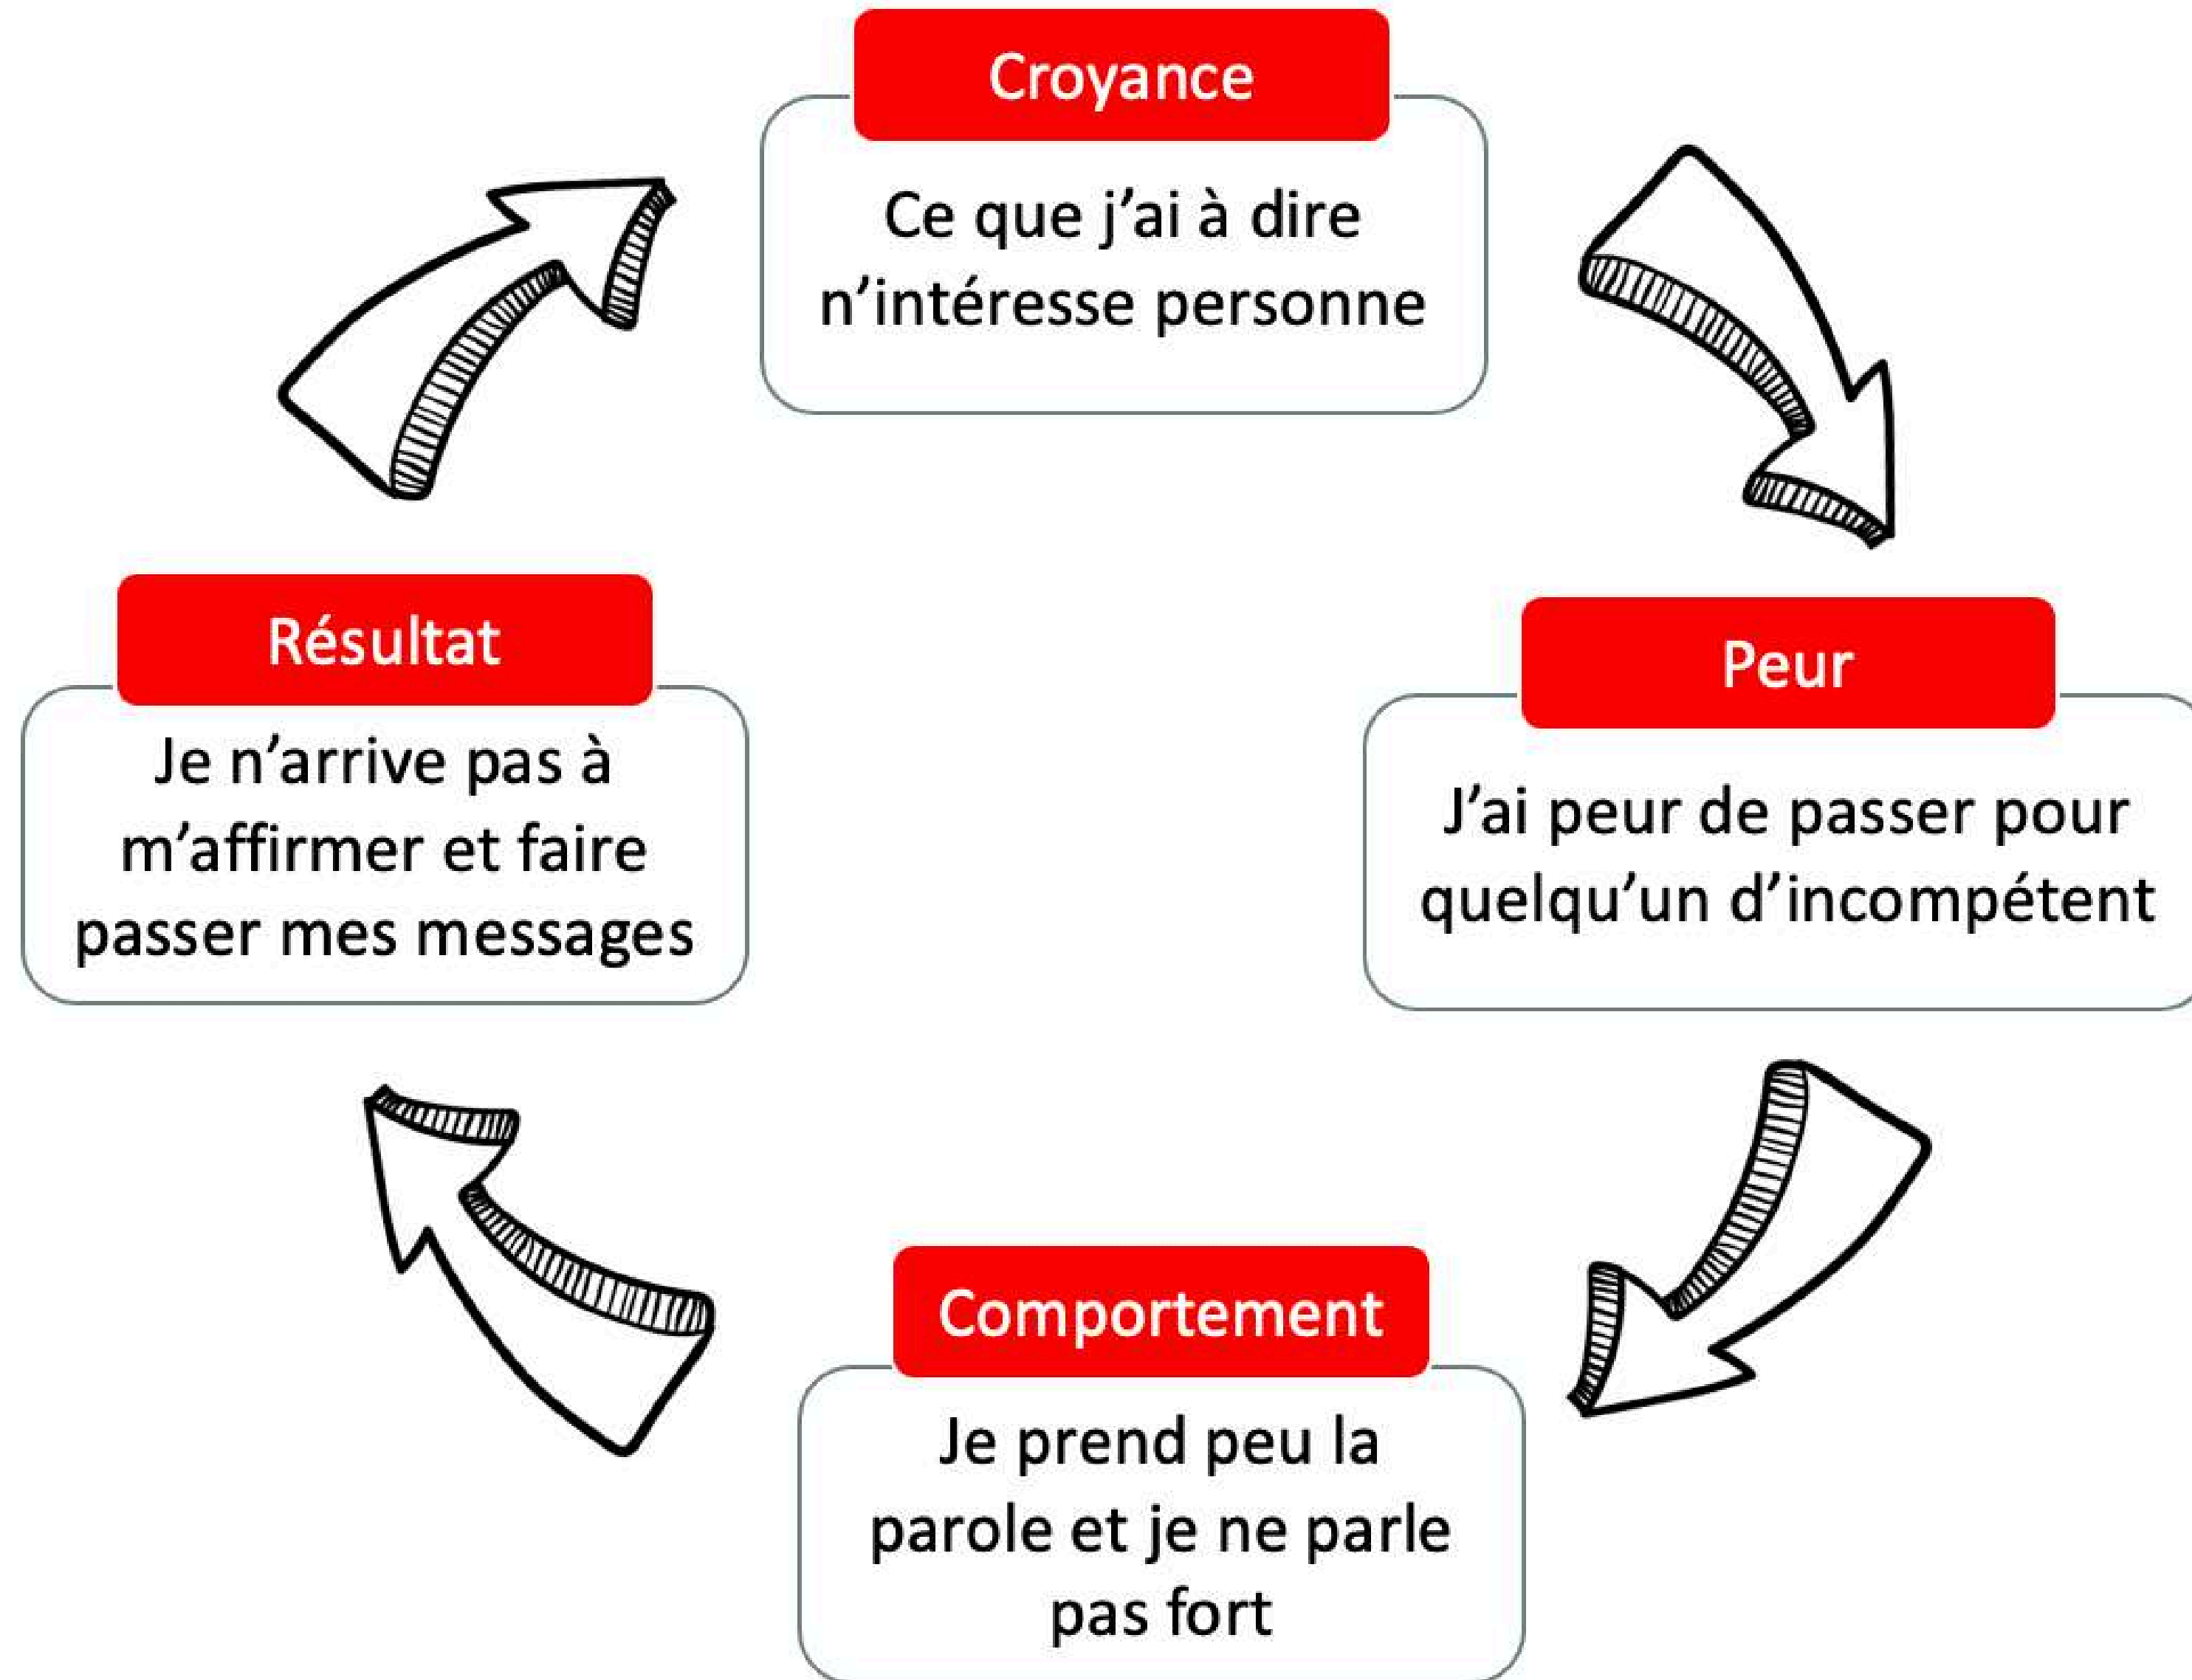 Croyance
Ce que j’ai à dire
n’intéresse personne
Peur
J’ai peur de passer pour
quelqu’un d’incompétent
Comportement
Je prend peu la
parole et je ne parle
pas fort
Résultat
Je n’arrive pas à
m’affirmer et faire
passer mes messages